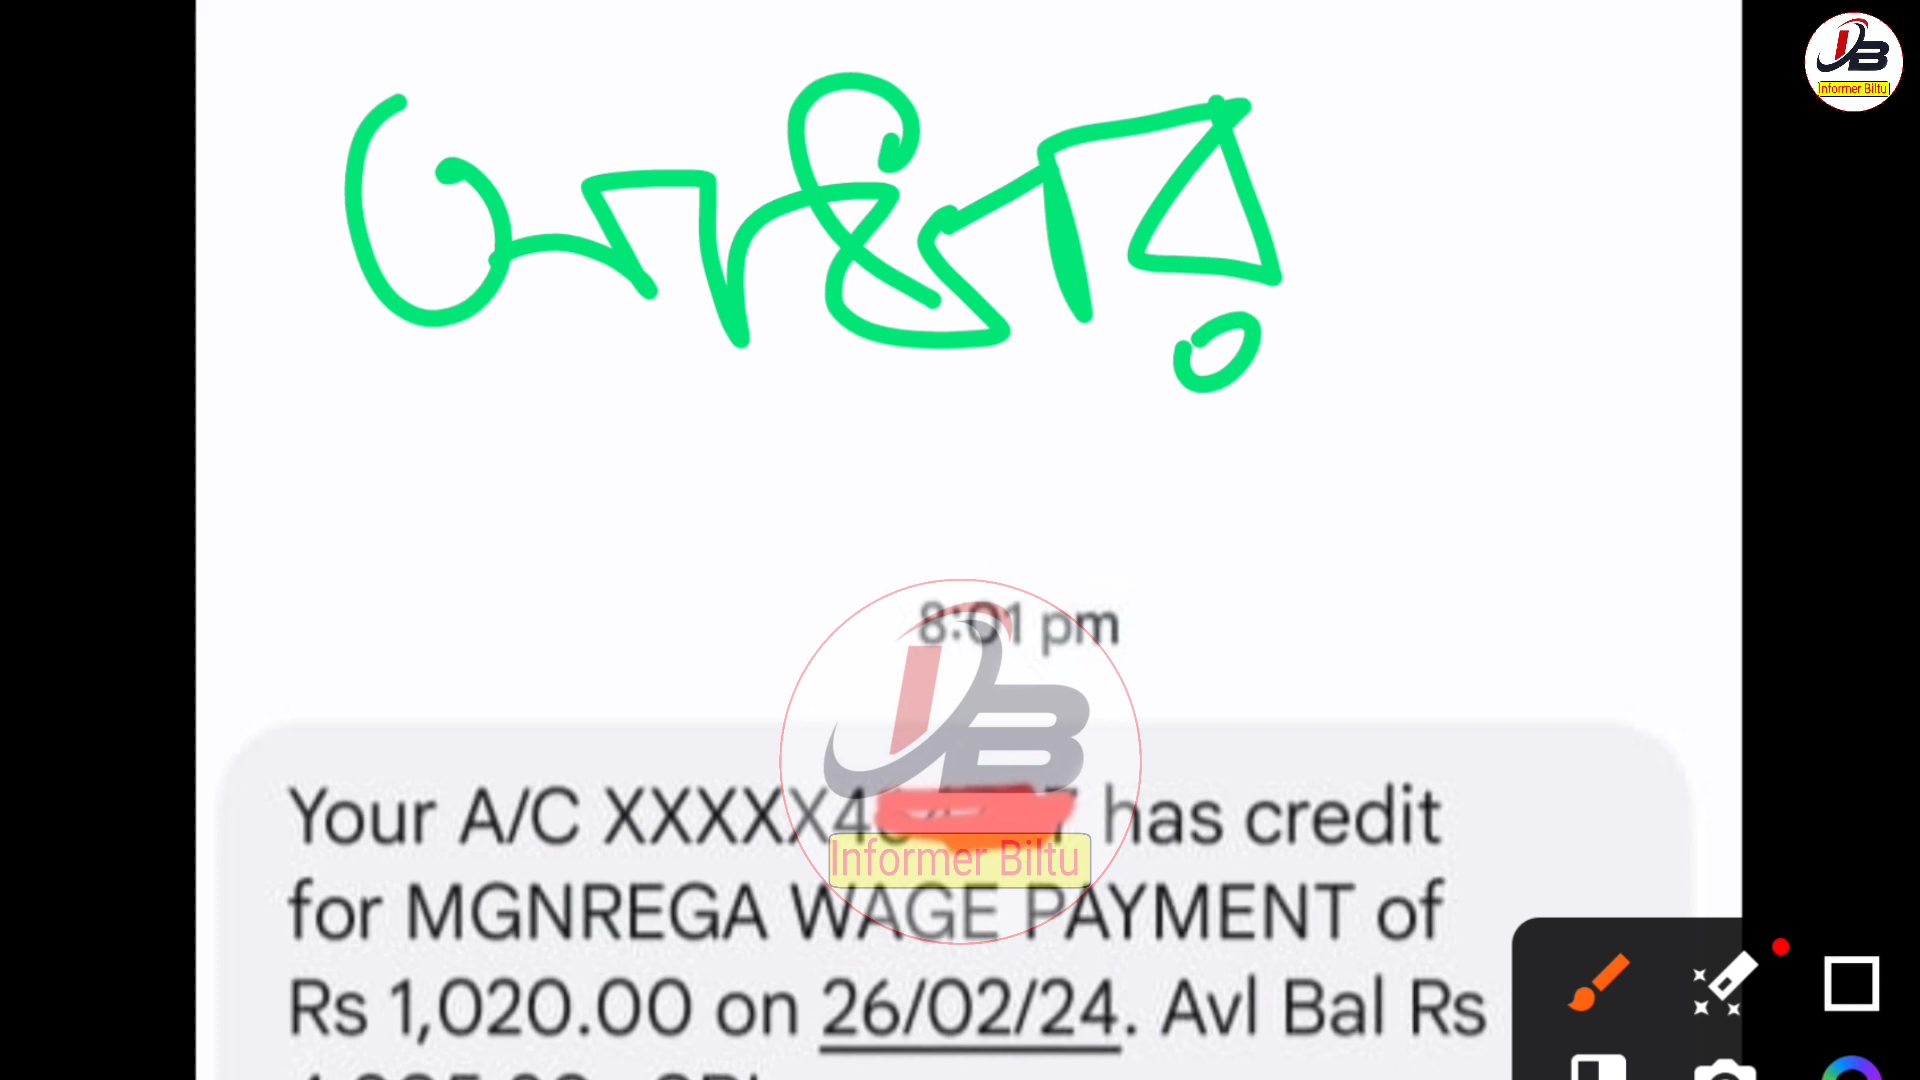 Informer Biltu
8:01 pm
Your A/C XXXXX4 has credit
Informer Biltu
for MGNREGA WAGE PAYMENT of
Rs 1,020.00 on 26/02/24. Avl Bal Rs